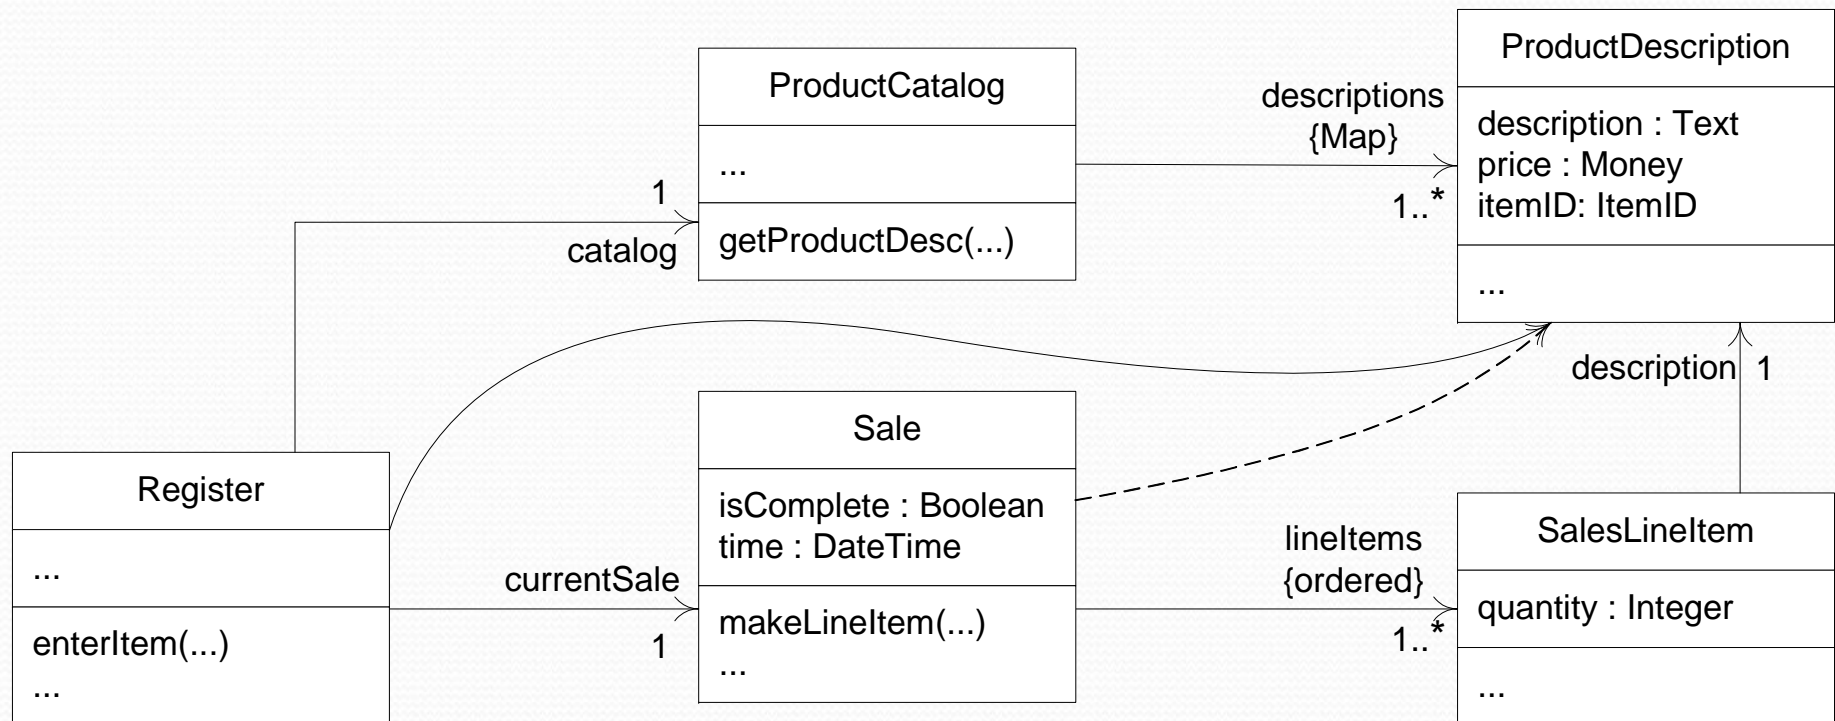 ProductCatalog
...
getProductDesc(...)
descriptions
{Map}
1..*
ProductDescription
description : Text
price : Money
itemID: ItemID
...
1
catalog
description
1
Register
...
enterItem(...)
...
currentSale
1
Sale
isComplete : Boolean
time : DateTime
makeLineItem(...)
...
lineItems
{ordered}
1..*
SalesLineItem
quantity : Integer
...